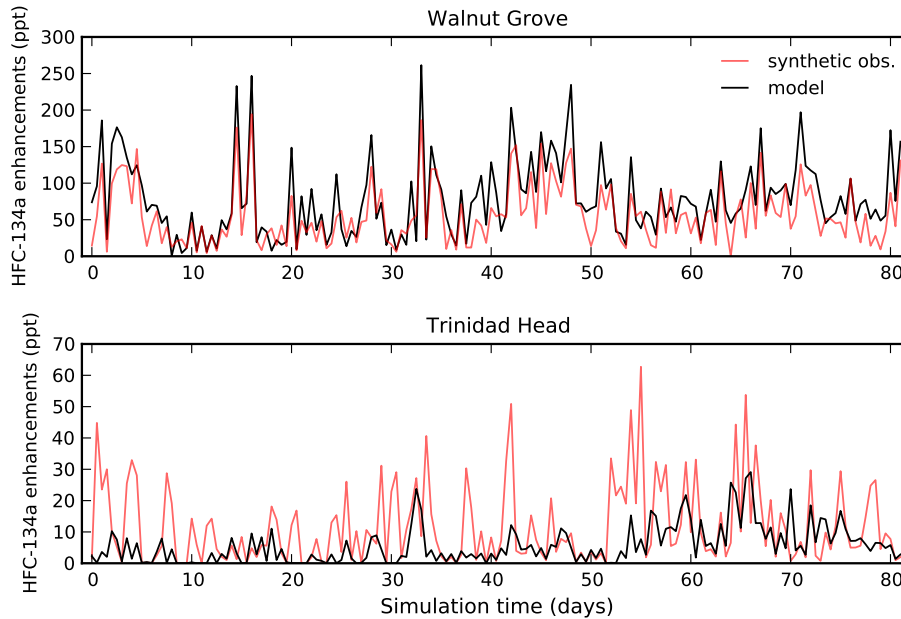 Walnut Grove
HFC-134a enhancements (ppt)
300
250
200
150
100
50
0
synthetic obs.
model
0 10 20 30 40 50 60 70 80
Trinidad Head
HFC-134a enhancements (ppt)
70
60
50
40
30
20
10
0
0 10 20 30 40 50 60 70 80
Simulation time (days)